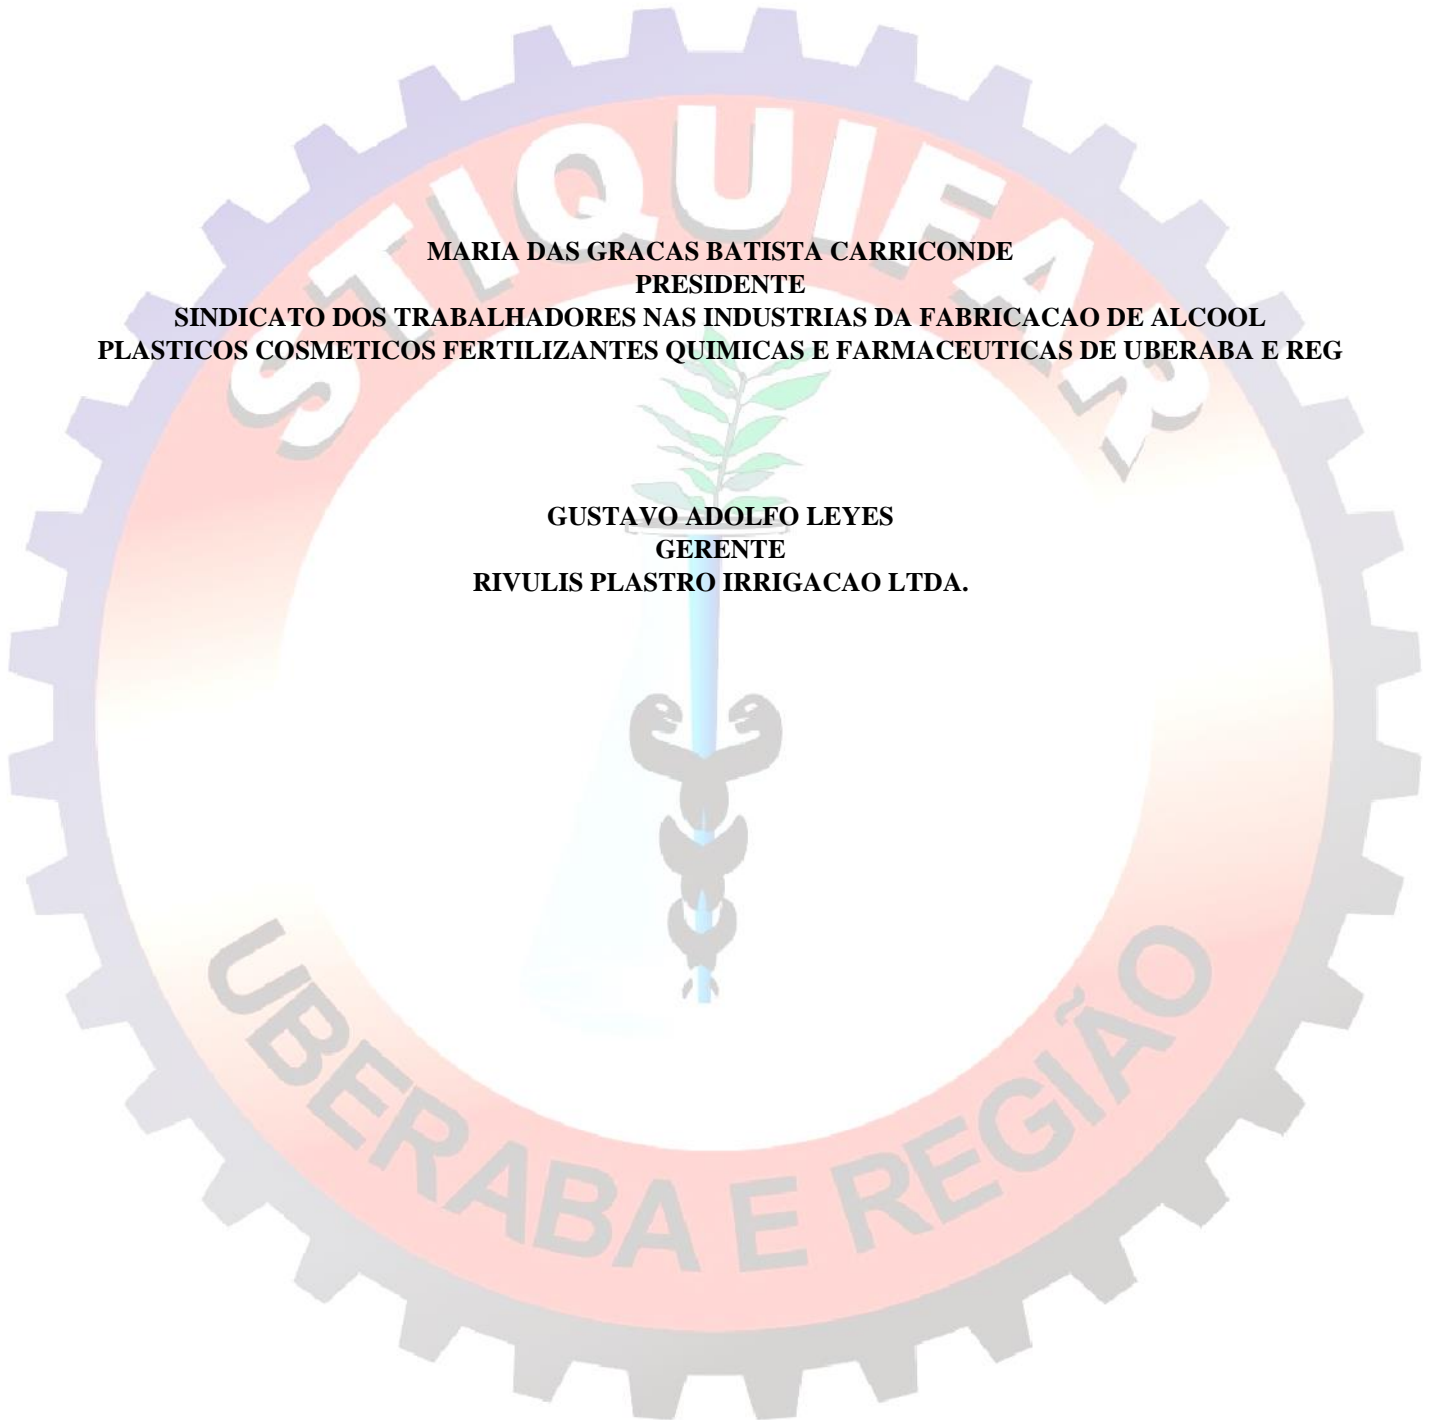 STIQUIFAR
MARIA DAS GRACAS BATISTA CARRICONDE
PRESIDENTE
SINDICATO DOS TRABALHADORES NAS INDUSTRIAS DA FABRICACAO DE ALCOOL
PLASTICOS COSMETICOS FERTILIZANTES QUIMICAS E FARMACEUTICAS DE UBERABA E REG
GUSTAVO ADOLFO LEYES
GERENTE
RIVULIS PLASTRO IRRIGACAO LTDA.
UBERABA E REGIÃO